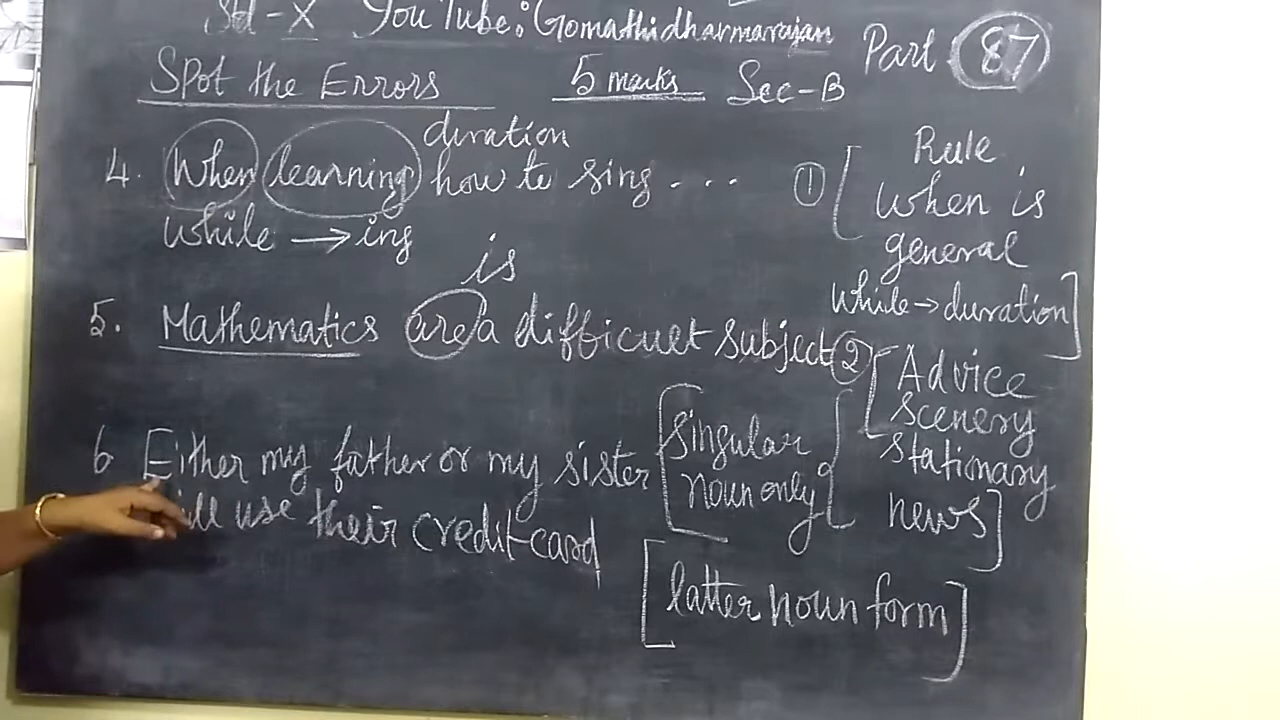 Std - X YouTube: Gomathidharmarajan
Part 87
Spot the Errors 5 marks Sec-B
duration
4. When learning how to sing ...
while → ing
① [ Rule
when is
general
while → duration ]
is
5. Mathematics are a difficult subject
② [ Advice
scenery
stationary
news ]
[ singular
noun only
6 Either my father or my sister
will use their credit-card
[ latter noun form ]